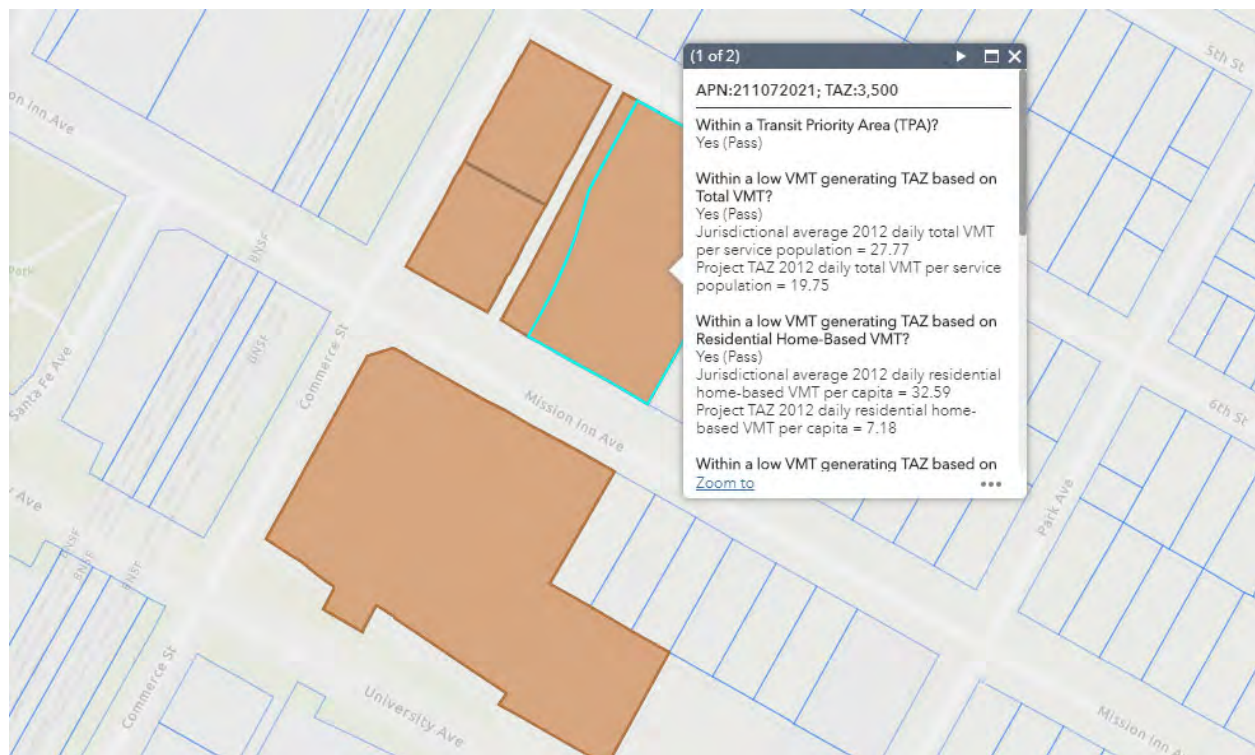 (1 of 2)
APN:211072021; TAZ:3,500
Within a Transit Priority Area (TPA)?
Yes (Pass)
Within a low VMT generating TAZ based on
Total VMT?
Yes (Pass)
Jurisdictional average 2012 daily total VMT
per service population = 27.77
Project TAZ 2012 daily total VMT per service
population = 19.75
Within a low VMT generating TAZ based on
Residential Home-Based VMT?
Yes (Pass)
Jurisdictional average 2012 daily residential
home-based VMT per capita = 32.59
Project TAZ 2012 daily residential home-
based VMT per capita = 7.18
Within a low VMT generating TAZ based on
Zoom to
5th St
on Inn Ave
BNSF
park
BNSF
Commerce St
Santa Fe Ave
Mission Inn Ave
6th St
Park Ave
r Ave
BNSF
BNSF
BNSF
Commerce St
University Ave
Mission Inn A